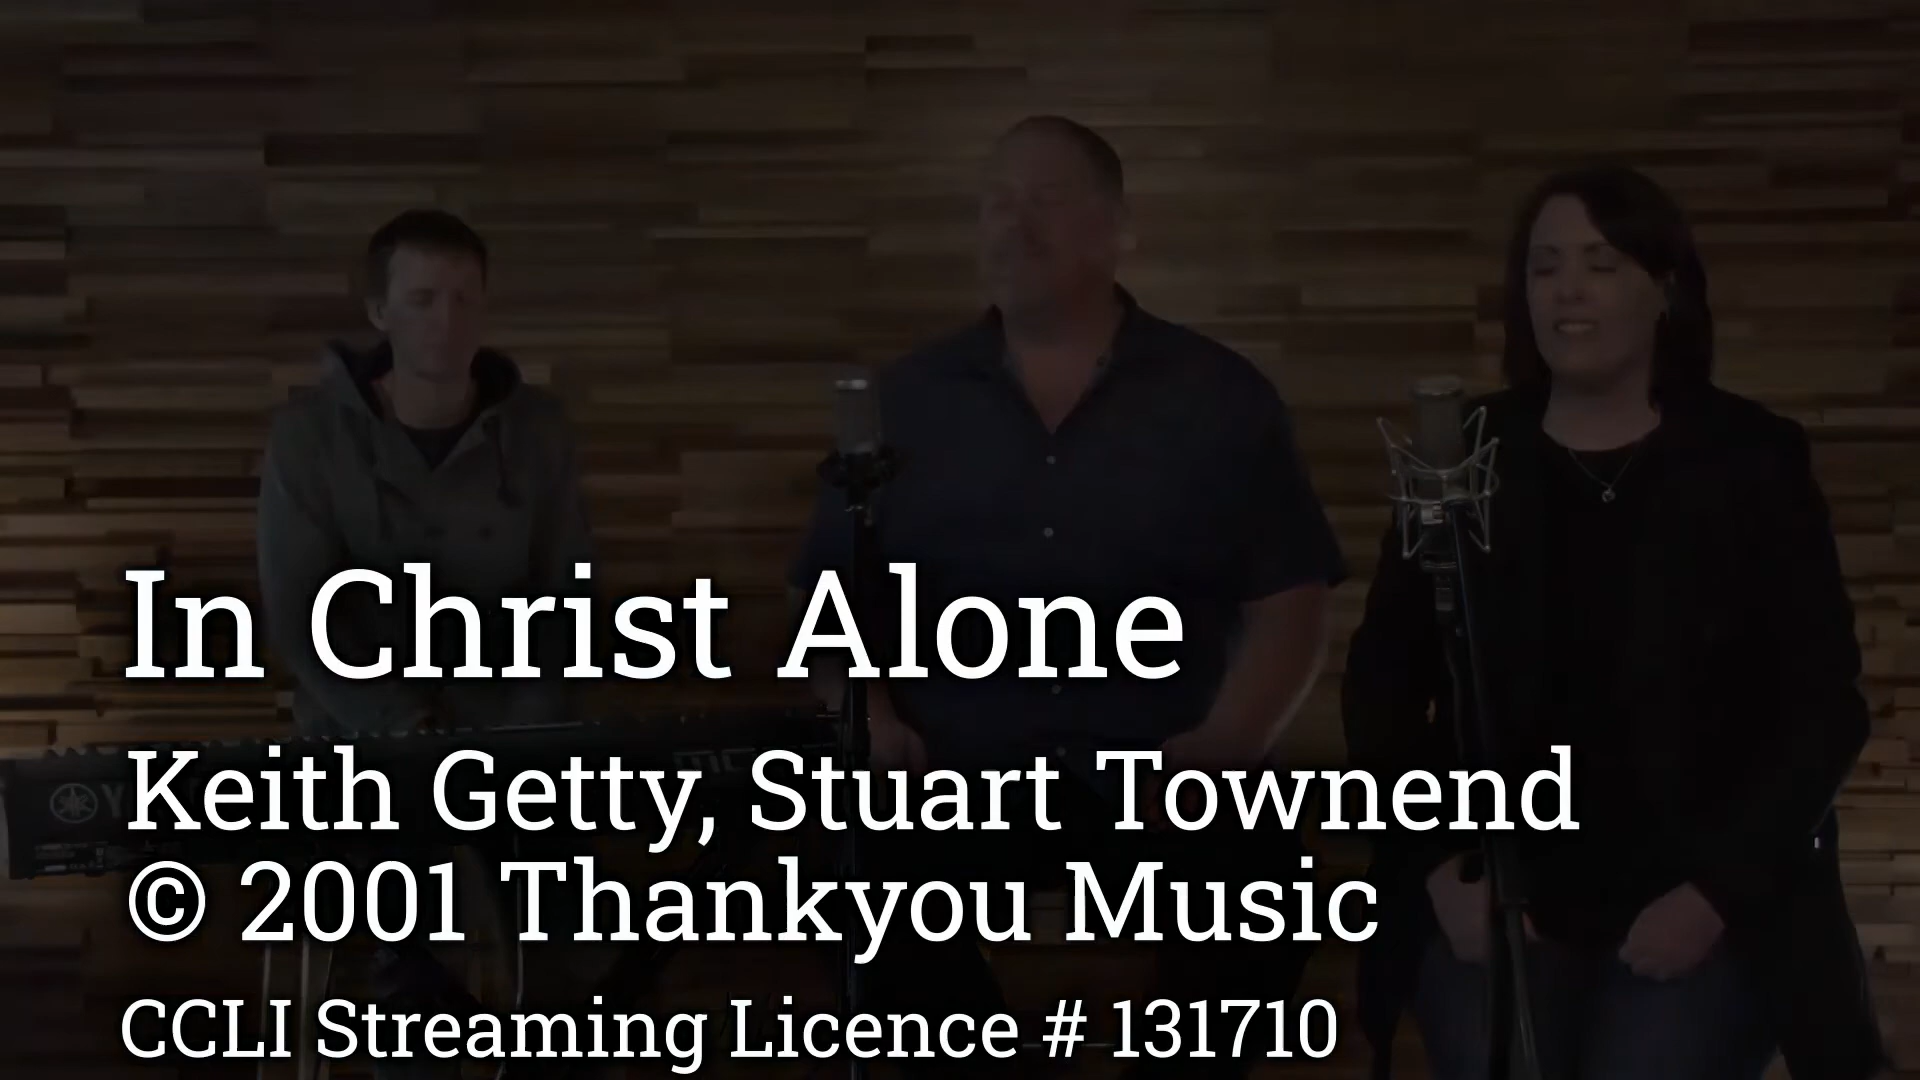 In Christ Alone
Keith Getty, Stuart Townend
© 2001 Thankyou Music
CCLI Streaming Licence # 131710